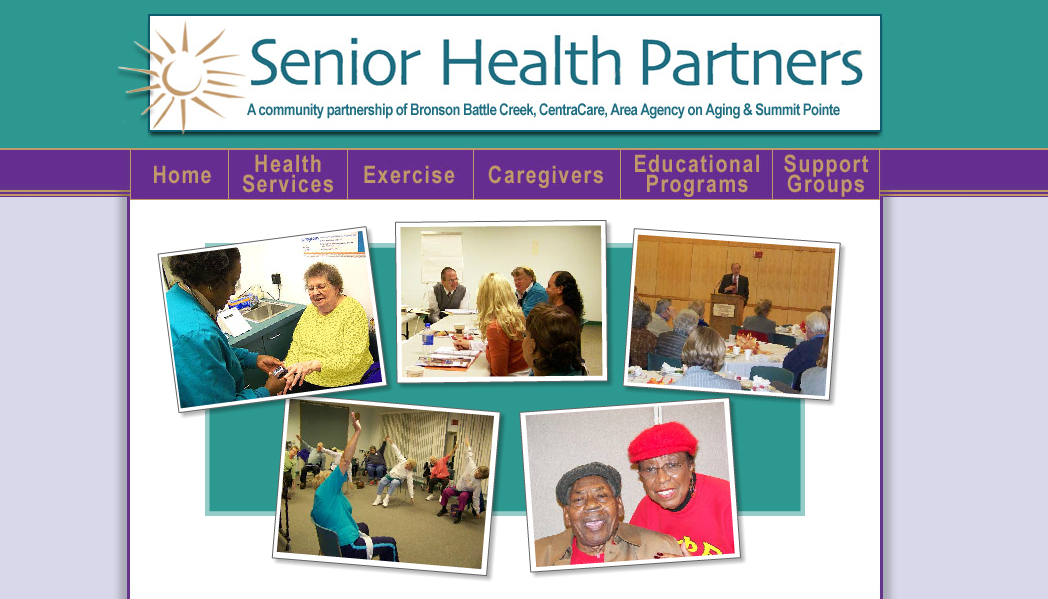 Senior Health Partners
A community partnership of Bronson Battle Creek, CentraCare, Area Agency on Aging & Summit Pointe
Home
Health
Services
Exercise
Caregivers
Educational
Programs
Support
Groups